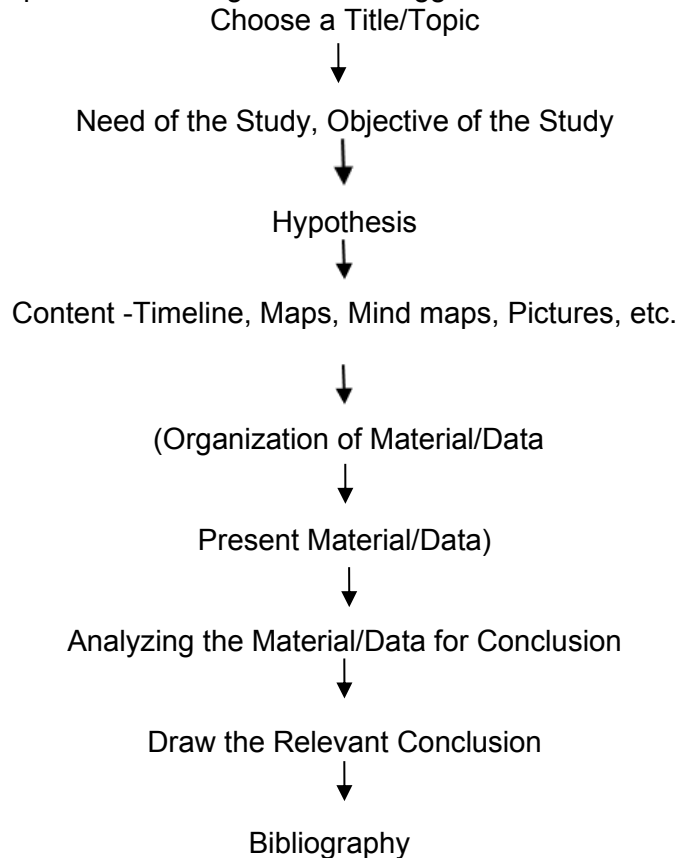 Choose a Title/Topic
Need of the Study, Objective of the Study
Hypothesis
Content -Timeline, Maps, Mind maps, Pictures, etc.
(Organization of Material/Data
Present Material/Data)
Analyzing the Material/Data for Conclusion
Draw the Relevant Conclusion
Bibliography